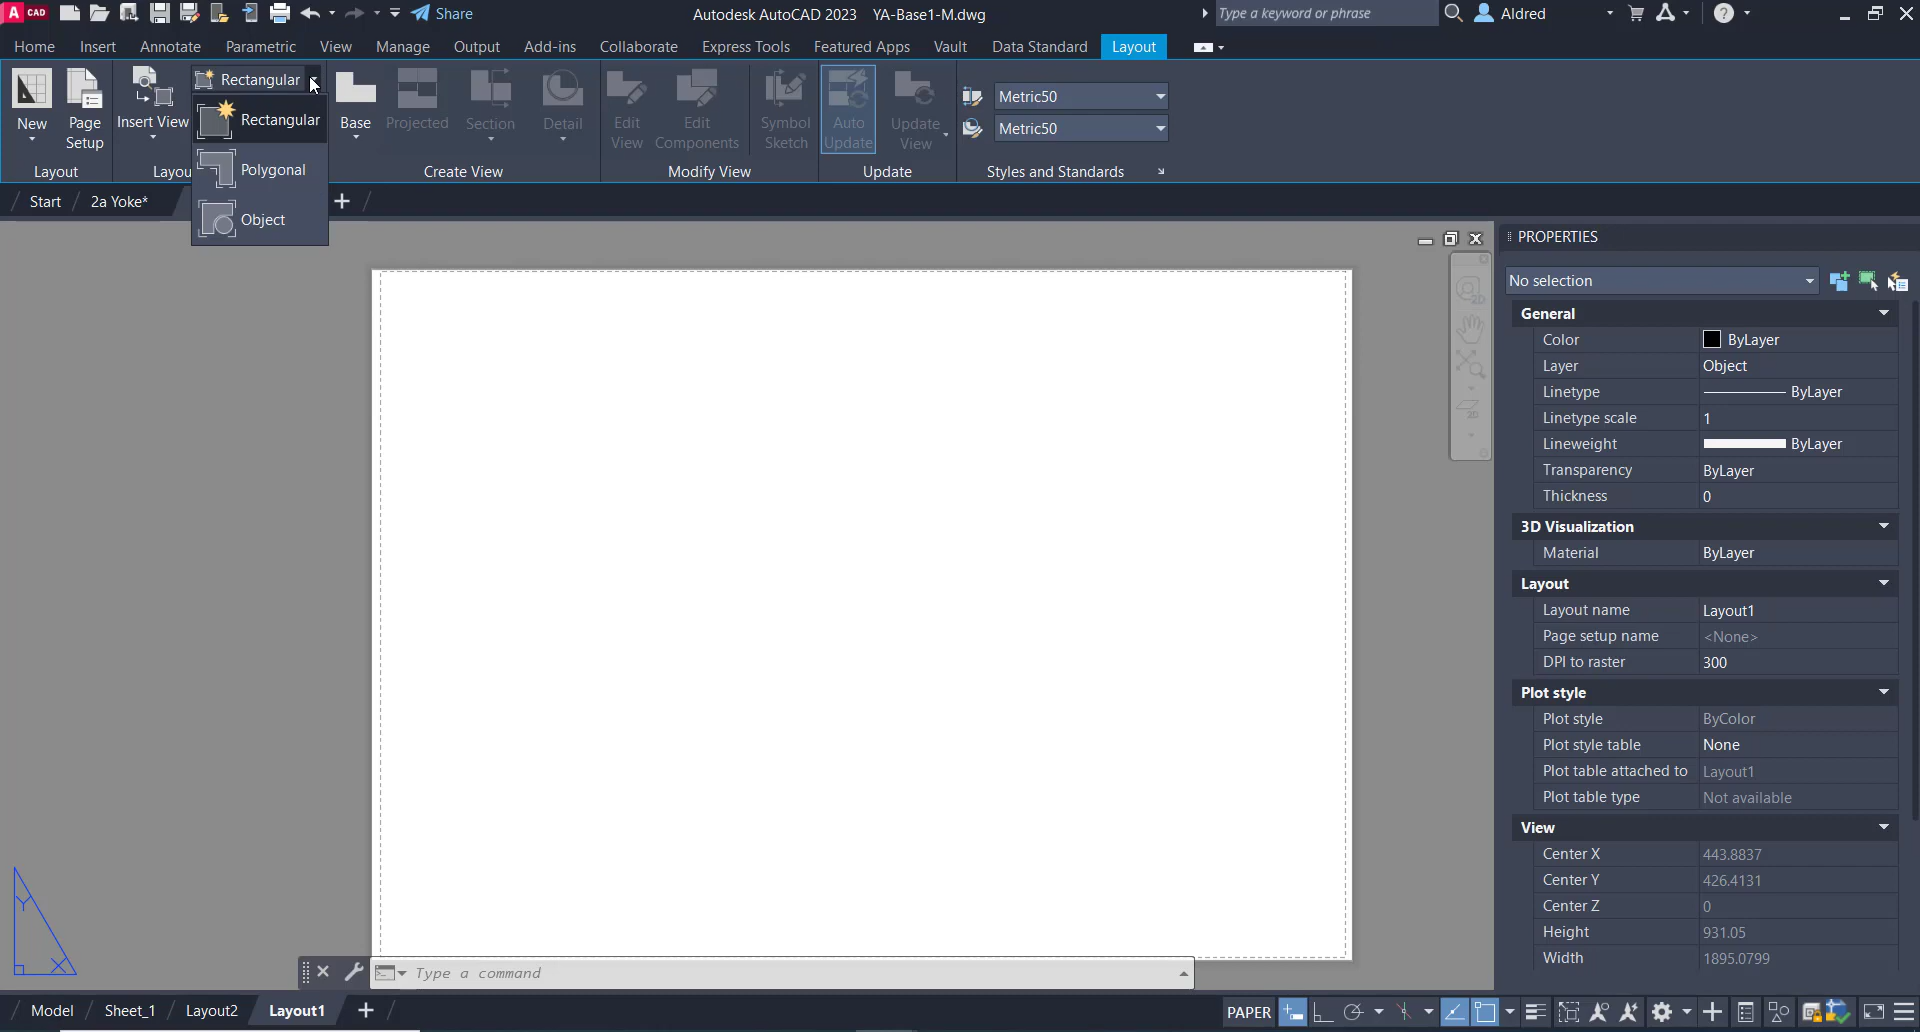 A CAD
Share
Autodesk AutoCAD 2023 YA-Base1-M.dwg
Type a keyword or phrase
Aldred
Home Insert Annotate Parametric View Manage Output Add-ins Collaborate Express Tools Featured Apps Vault Data Standard Layout
New
Page Setup
Insert View
Rectangular
Rectangular
Polygonal
Object
Base
Projected
Section
Detail
Edit View
Edit Components
Symbol Sketch
Auto Update
Update View
Metric50
Metric50
Layout
Layou
Create View
Modify View
Update
Styles and Standards
Start
2a Yoke*
PROPERTIES
No selection
General
Color ByLayer
Layer Object
Linetype ByLayer
Linetype scale 1
Lineweight ByLayer
Transparency ByLayer
Thickness 0
3D Visualization
Material ByLayer
Layout
Layout name Layout1
Page setup name <None>
DPI to raster 300
Plot style
Plot style ByColor
Plot style table None
Plot table attached to Layout1
Plot table type Not available
View
Center X 443.8837
Center Y 426.4131
Center Z 0
Height 931.05
Width 1895.0799
2D
2D
Y
X
Type a command
Model Sheet_1 Layout2 Layout1
PAPER